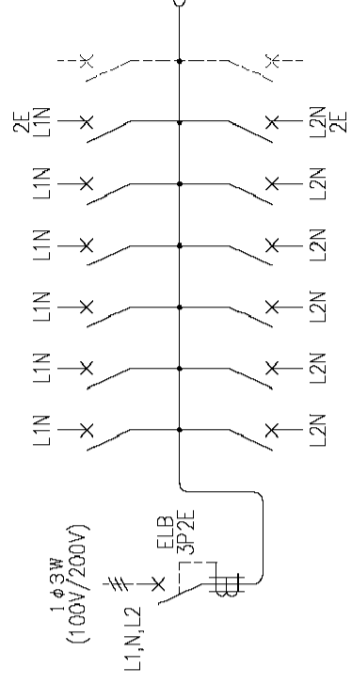 1φ3W
(100V/200V)
L1,N,L2
ELB
3P2E
L1N
L1N
L1N
L1N
L1N
2E
L1N
L2N
L2N
L2N
L2N
L2N
L2N
2E